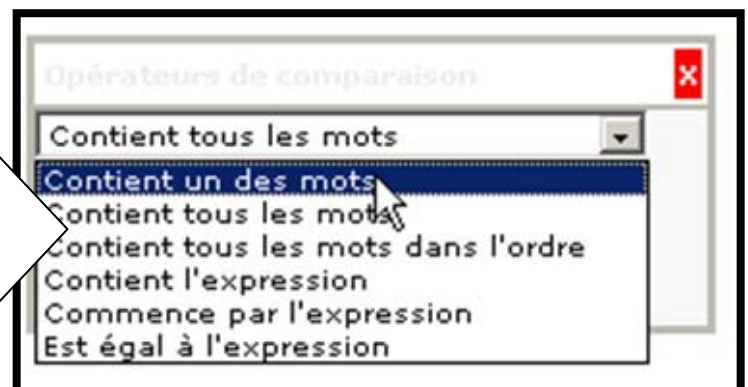 Opérateurs de comparaison x
Contient tous les mots
Contient un des mots
Contient tous les mots
Contient tous les mots dans l'ordre
Contient l'expression
Commence par l'expression
Est égal à l'expression